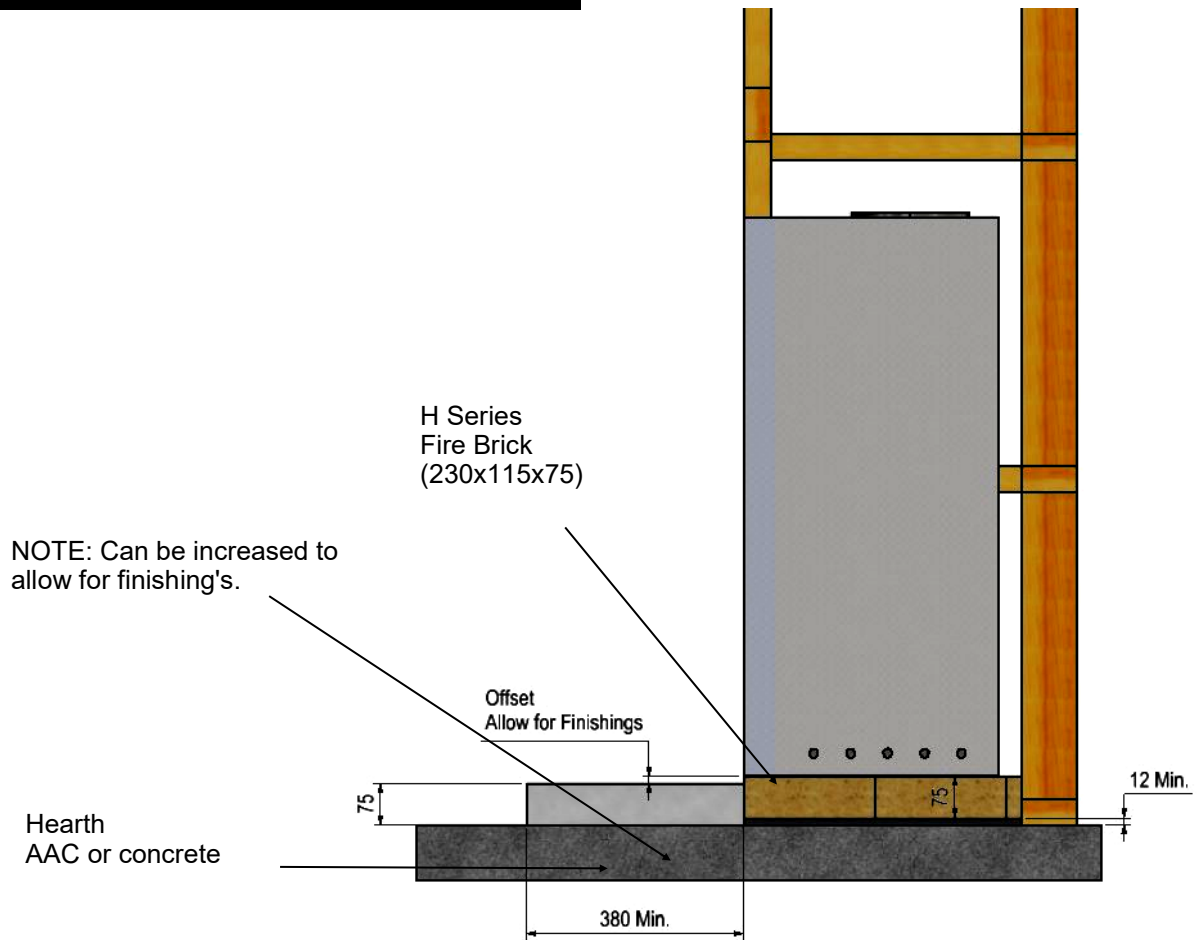 H Series
Fire Brick
(230x115x75)
NOTE: Can be increased to
allow for finishing's.
Offset
Allow for Finishings
75
75
12 Min.
Hearth
AAC or concrete
380 Min.